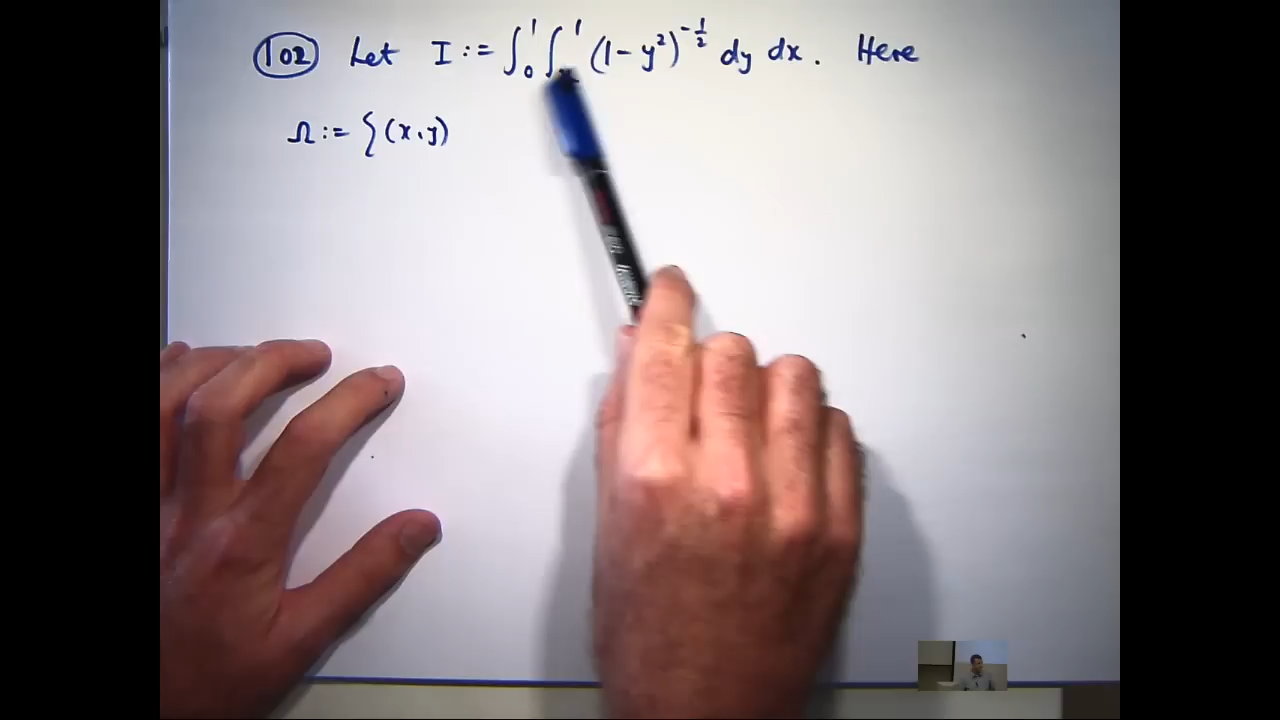 102 Let I := ∫₀¹ ∫ₓ¹ (1 - y²)^{-1/2} dy dx. Here
Ω := {(x, y)